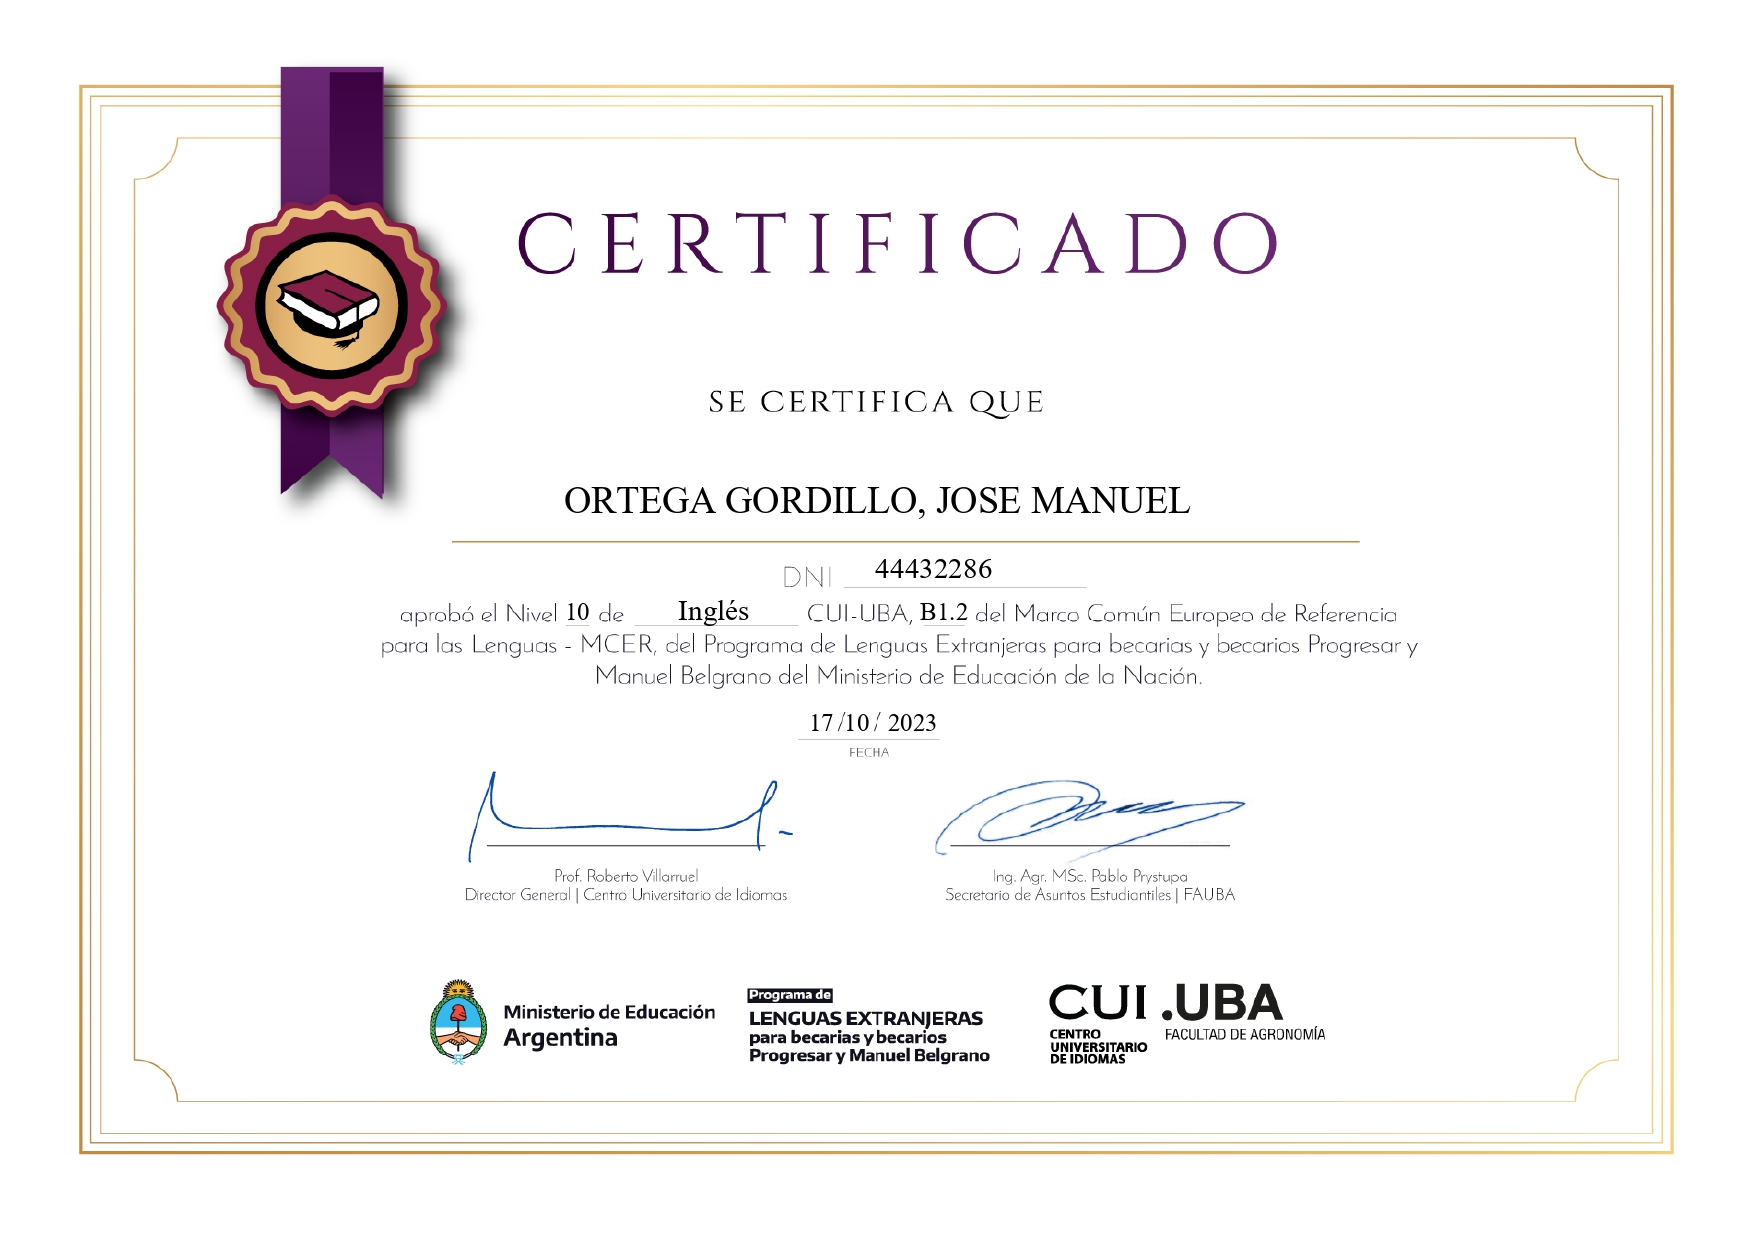 CERTIFICADO
SE CERTIFICA QUE
ORTEGA GORDILLO, JOSE MANUEL
DNI 44432286
aprobó el Nivel 10 de Inglés CUI-UBA, B1.2 del Marco Común Europeo de Referencia
para las Lenguas - MCER, del Programa de Lenguas Extranjeras para becarias y becarios Progresar y
Manuel Belgrano del Ministerio de Educación de la Nación.
17/10/ 2023
FECHA
Prof. Roberto Villarruel
Director General | Centro Universitario de Idiomas
Ing. Agr. MSc. Pablo Prystupa
Secretario de Asuntos Estudiantiles | FAUBA
Ministerio de Educación
Argentina
Programa de
LENGUAS EXTRANJERAS
para becarias y becarios
Progresar y Manuel Belgrano
CUI
CENTRO
UNIVERSITARIO
DE IDIOMAS
.UBA
FACULTAD DE AGRONOMÍA